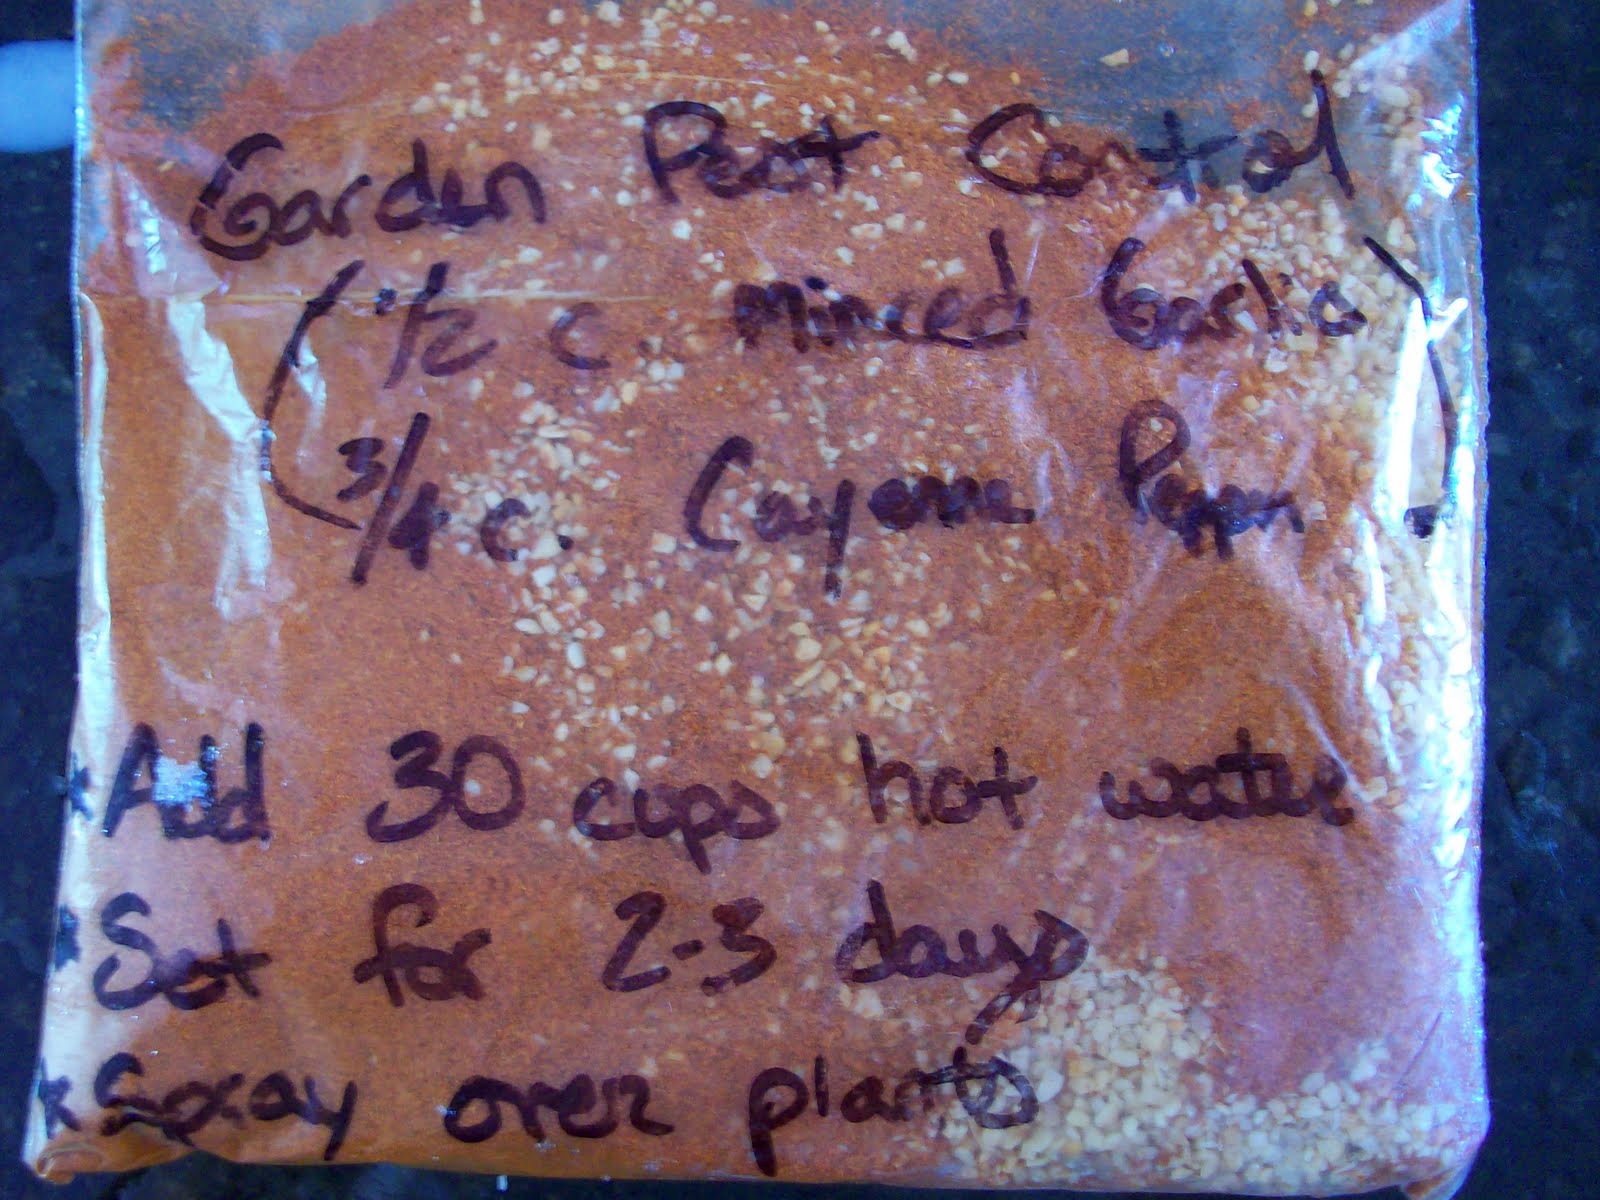 Garden Pest Control
(1/2 c. Minced Garlic)
3/4 c. Cayenne Pepper.
*Add 30 cups hot water
*Set for 2-3 days
*Spray over plants